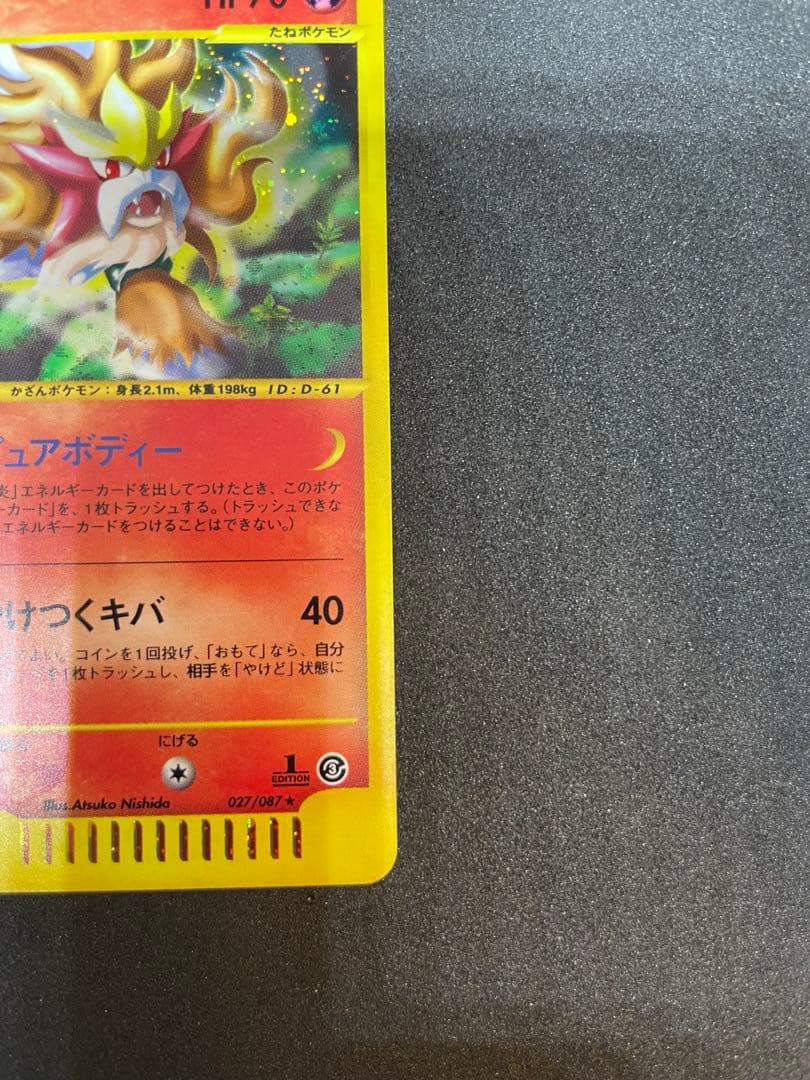 HP70
たねポケモン
かざんポケモン：身長2.1m、体重198kg ID:D-61
ピュアボディー
炎」エネルギーカードを出してつけたとき、このポケ
ーカード」を、1枚トラッシュする。（トラッシュできな
エネルギーカードをつけることはできない。）
けつくキバ 40
よい。コインを1回投げ、「おもて」なら、自分
を1枚トラッシュし、相手を「やけど」状態に
にげる
1
EDITION
3
Illus.Atsuko Nishida 027/087★